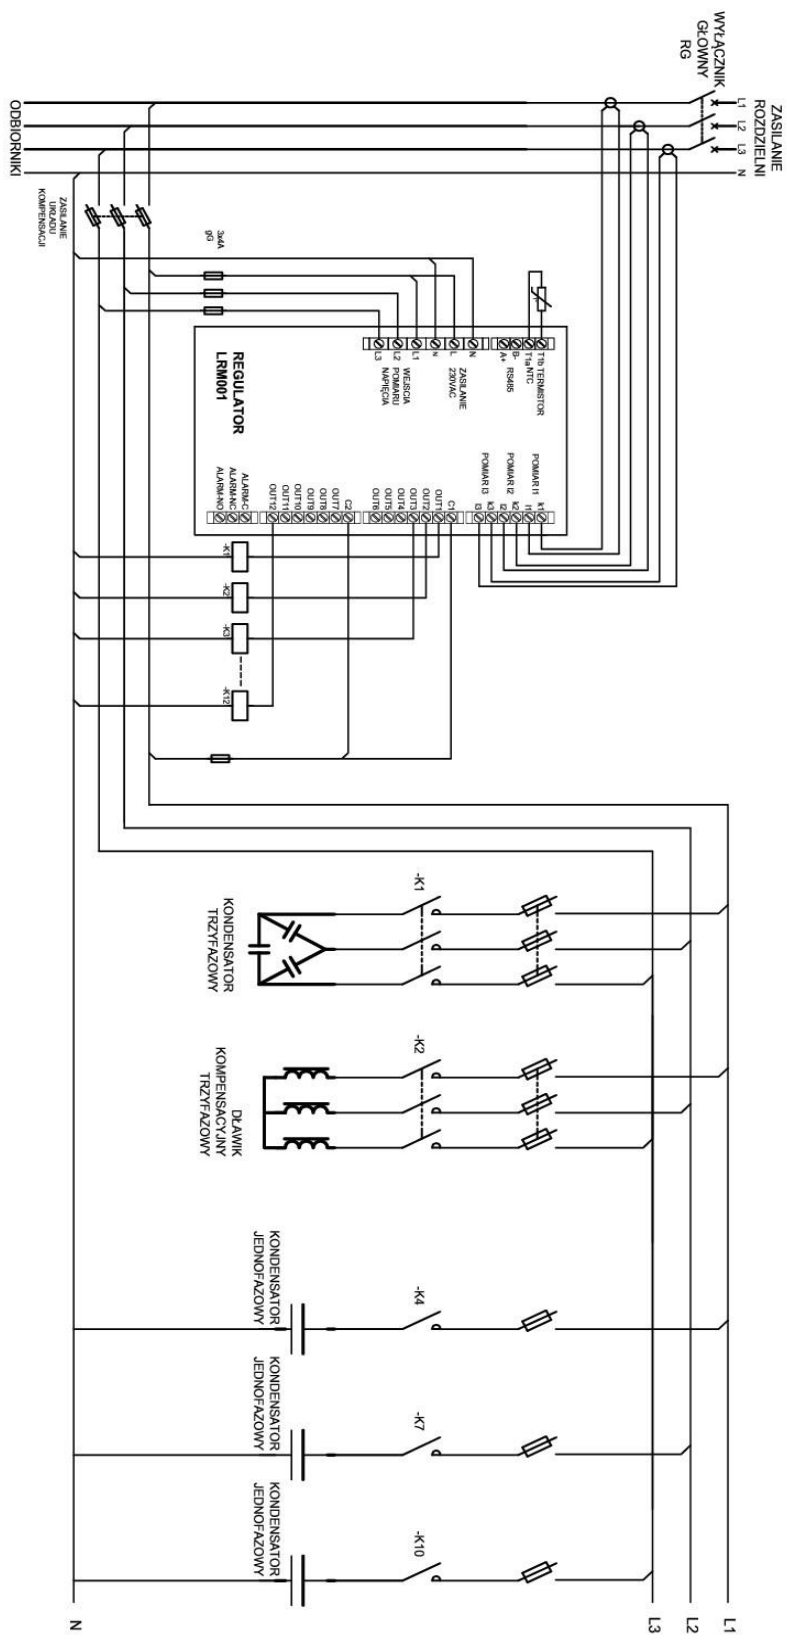 ZASILANIE
ROZDZIELNI
WYŁĄCZNIK
GŁOWNY
RG
L1
L2
L3
N
ODBIORNIKI
ZASILANIE
UKŁADU
KOMPENSACJI
3x4A
gG
T1b TERMISTOR
T1a NTC
B- RS485
A+
N ZASILANIE
L 230VAC
N
L1 WEJSCIA
L2 POMIARU
L3 NAPIĘCIA
REGULATOR
LRM001
POMIAR I1
k1
l1
POMIAR I2
k2
l2
POMIAR I3
k3
l3
C1
OUT1
OUT2
OUT3
OUT4
OUT5
OUT6
C2
OUT7
OUT8
OUT9
OUT10
OUT11
OUT12
ALARM-C
ALARM-NC
ALARM-NO
-K1
-K2
-K3
-K12
-K1
KONDENSATOR
TRZYFAZOWY
-K2
DŁAWIK
KOMPENSACYJNY
TRZYFAZOWY
-K4
KONDENSATOR
JEDNOFAZOWY
-K7
KONDENSATOR
JEDNOFAZOWY
-K10
KONDENSATOR
JEDNOFAZOWY
L1
L2
L3
N